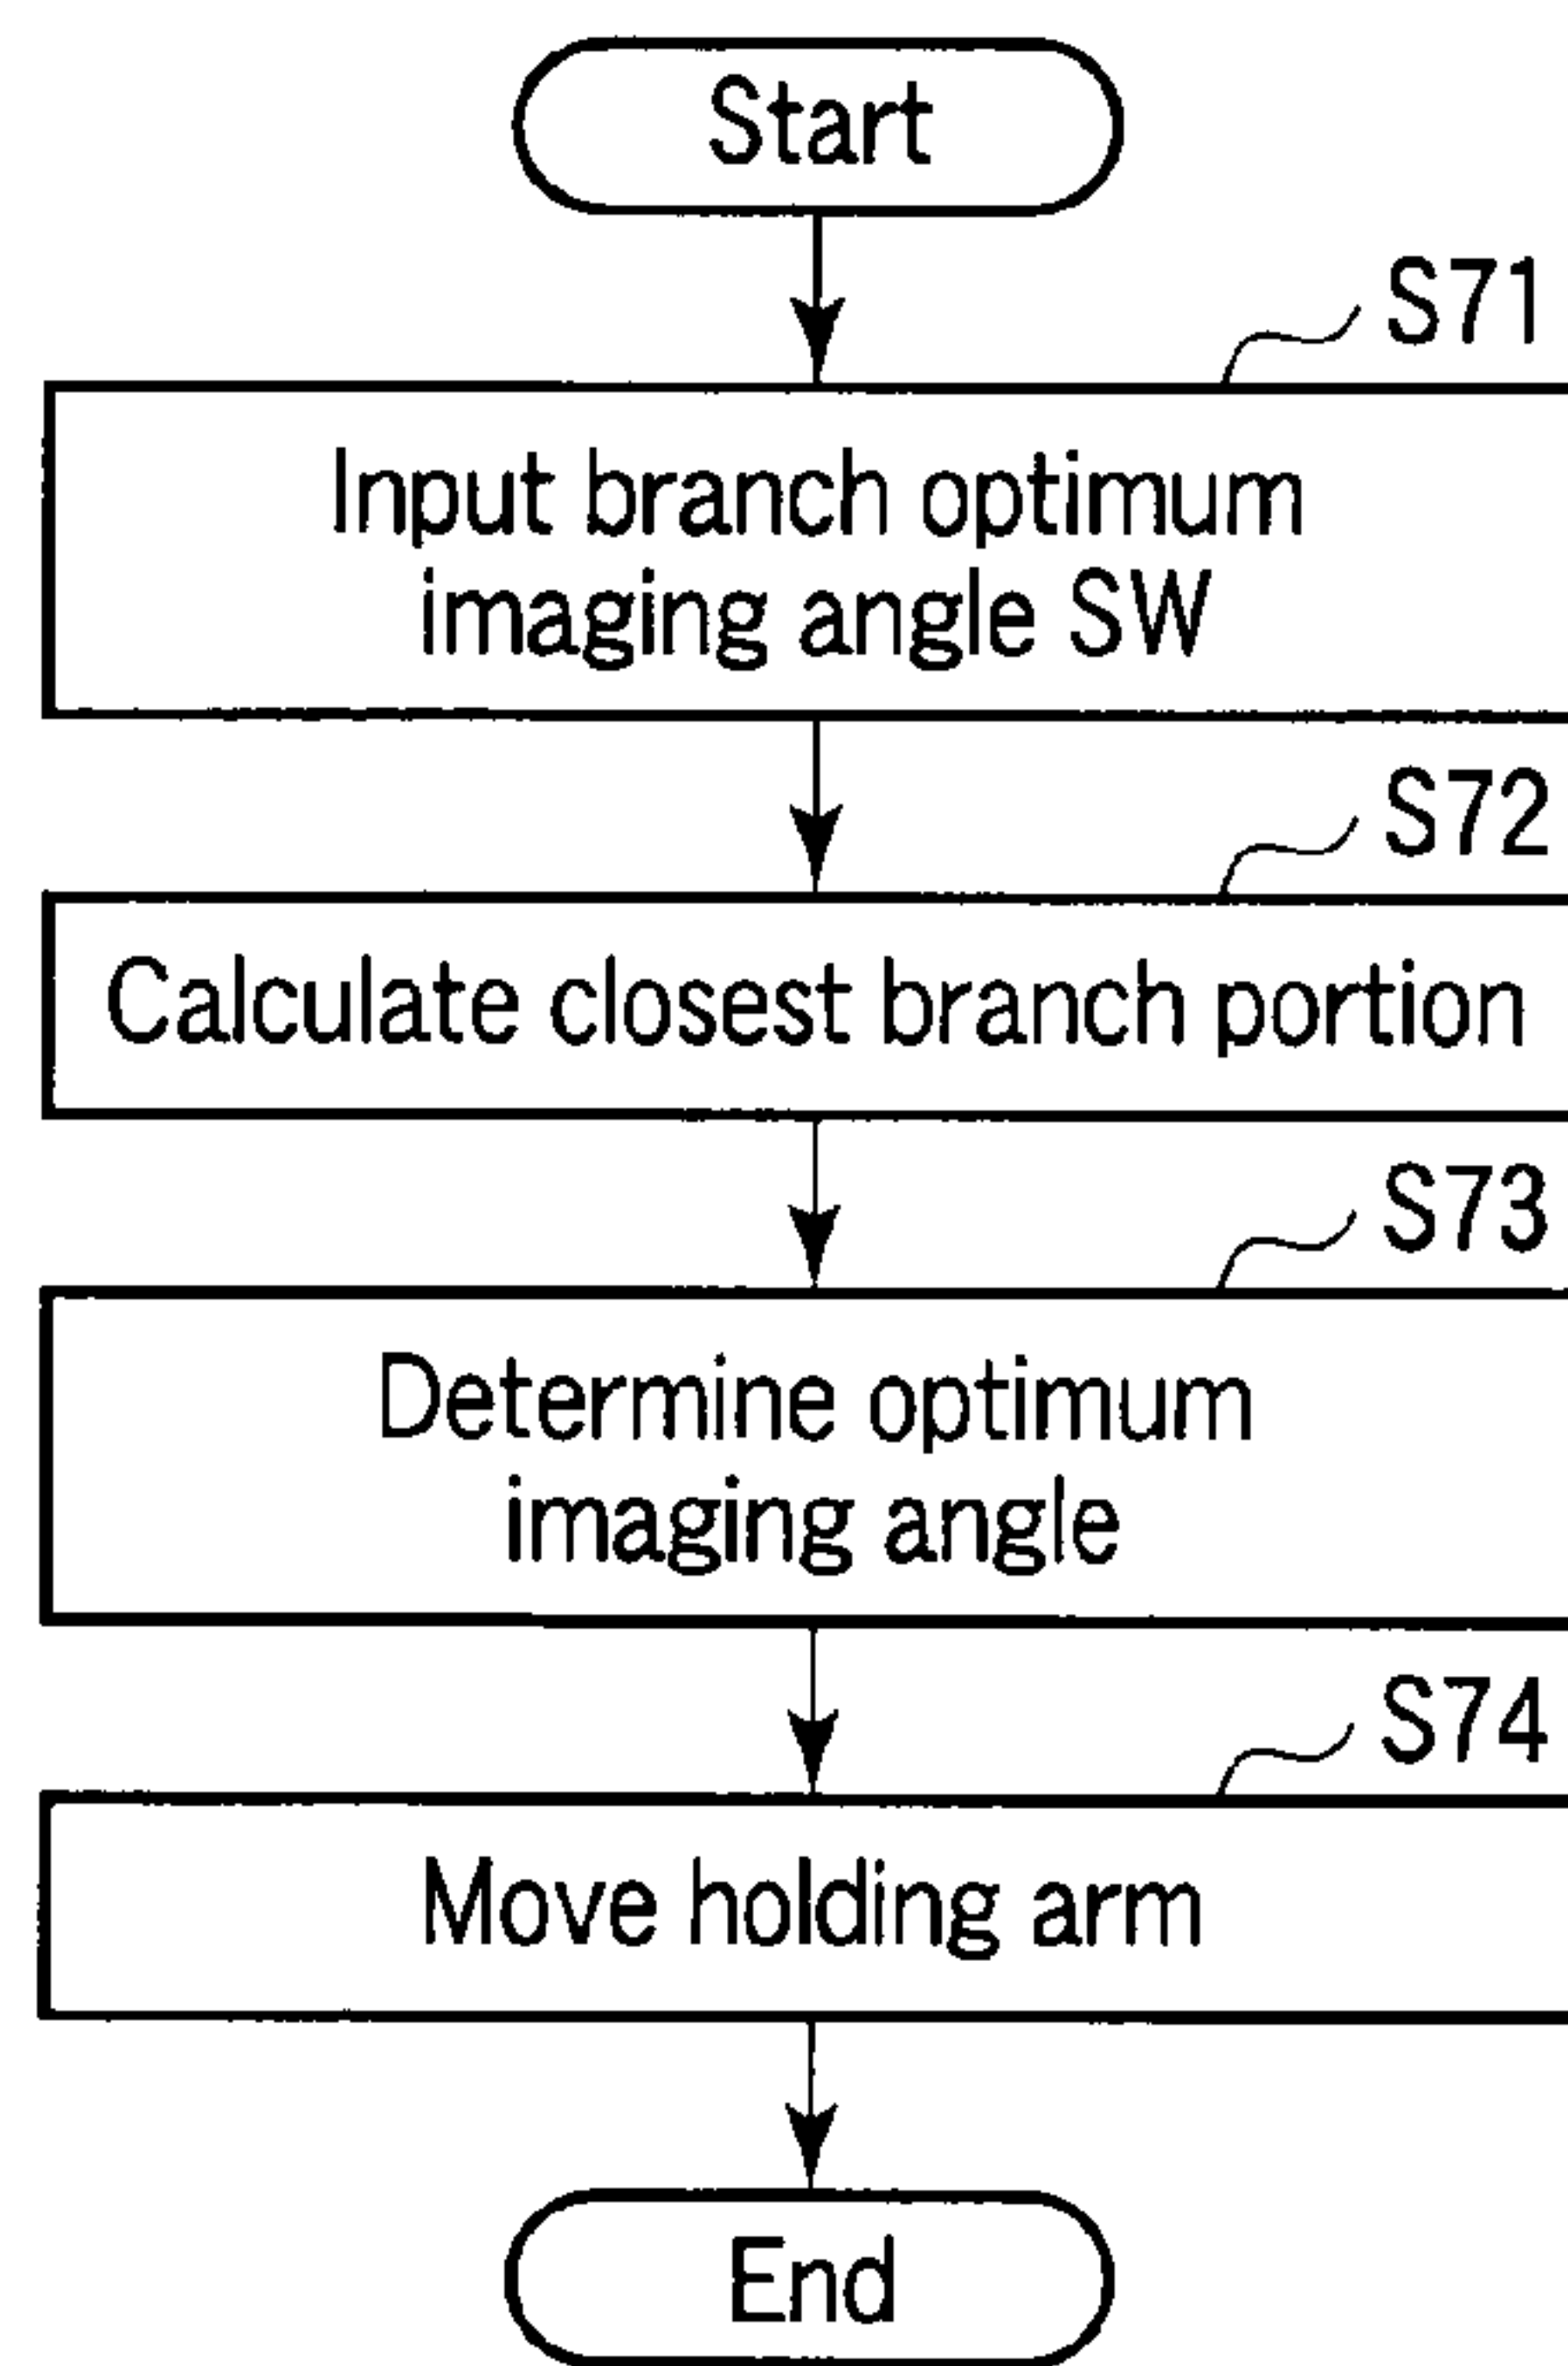 Start
S71
Input branch optimum
imaging angle SW
S72
Calculate closest branch portion
S73
Determine optimum
imaging angle
S74
Move holding arm
End